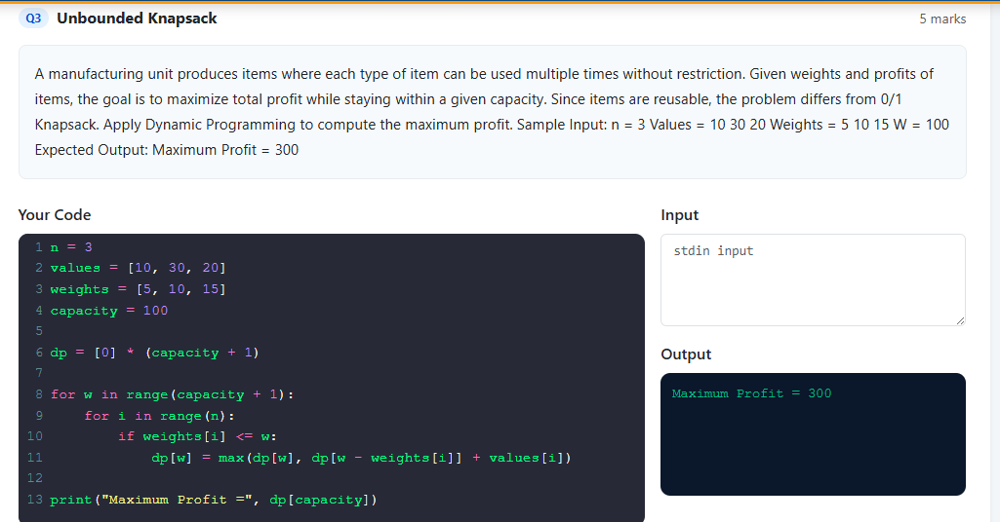 Q3 Unbounded Knapsack 5 marks
A manufacturing unit produces items where each type of item can be used multiple times without restriction. Given weights and profits of
items, the goal is to maximize total profit while staying within a given capacity. Since items are reusable, the problem differs from 0/1
Knapsack. Apply Dynamic Programming to compute the maximum profit. Sample Input: n = 3 Values = 10 30 20 Weights = 5 10 15 W = 100
Expected Output: Maximum Profit = 300
Your Code
1 n = 3
2 values = [10, 30, 20]
3 weights = [5, 10, 15]
4 capacity = 100
5
6 dp = [0] * (capacity + 1)
7
8 for w in range(capacity + 1):
9     for i in range(n):
10         if weights[i] <= w:
11             dp[w] = max(dp[w], dp[w - weights[i]] + values[i])
12
13 print("Maximum Profit =", dp[capacity])
Input
stdin input
Output
Maximum Profit = 300